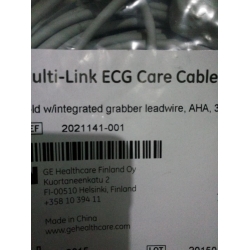 ulti-Link ECG Care Cable
ld w/integrated grabber leadwire, AHA, 3
EF 2021141-001
GE Healthcare Finland Oy
Kuortaneenkatu 2
FI-00510 Helsinki, Finland
+358 10 394 11
Made in China
www.gehealthcare.com
LOT